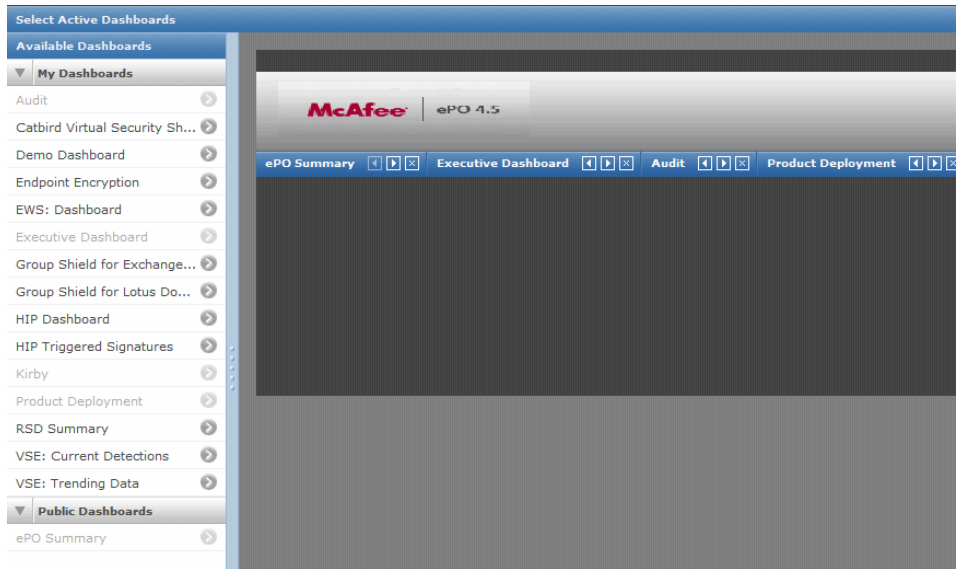 Select Active Dashboards
Available Dashboards
My Dashboards
Audit
Catbird Virtual Security Sh...
Demo Dashboard
Endpoint Encryption
EWS: Dashboard
Executive Dashboard
Group Shield for Exchange...
Group Shield for Lotus Do...
HIP Dashboard
HIP Triggered Signatures
Kirby
Product Deployment
RSD Summary
VSE: Current Detections
VSE: Trending Data
Public Dashboards
ePO Summary
McAfee ePO 4.5
ePO Summary Executive Dashboard Audit Product Deployment